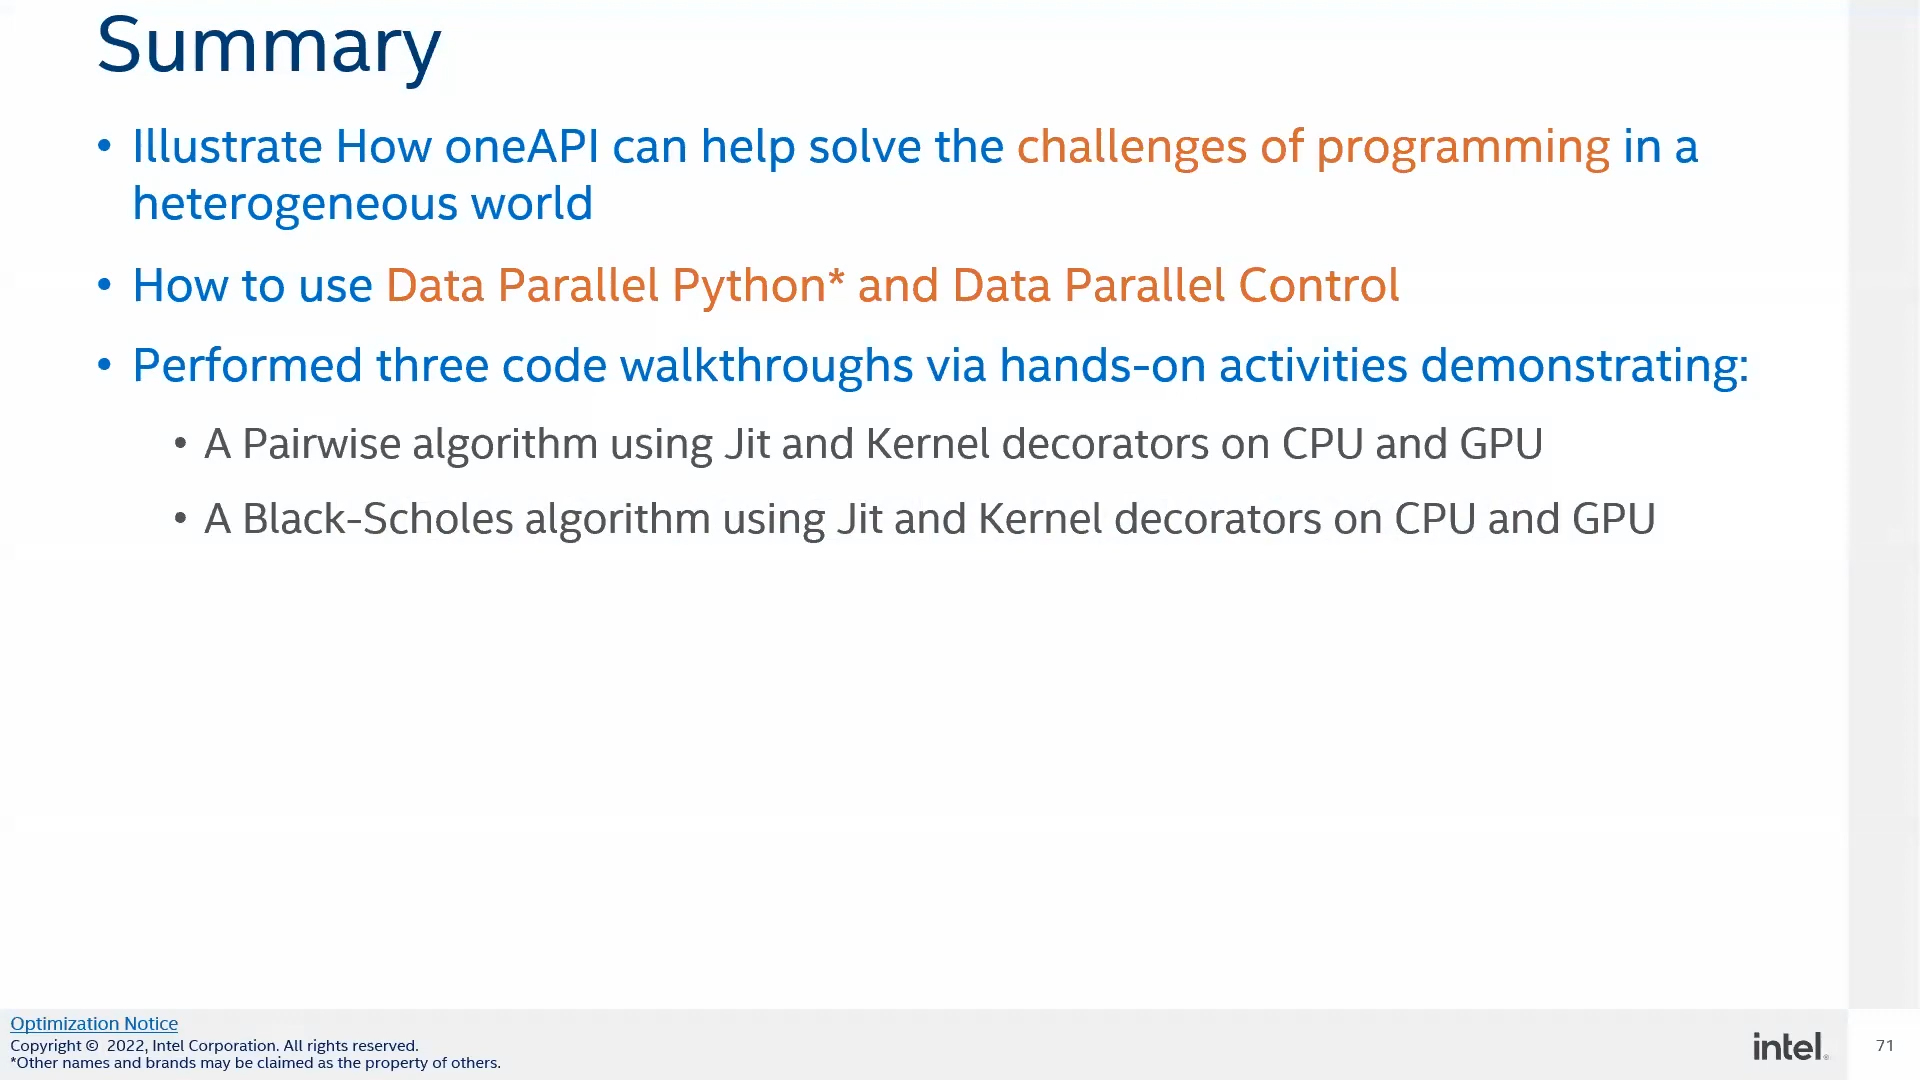 Summary
• Illustrate How oneAPI can help solve the challenges of programming in a
heterogeneous world
• How to use Data Parallel Python* and Data Parallel Control
• Performed three code walkthroughs via hands-on activities demonstrating:
• A Pairwise algorithm using Jit and Kernel decorators on CPU and GPU
• A Black-Scholes algorithm using Jit and Kernel decorators on CPU and GPU
Optimization Notice
Copyright © 2022, Intel Corporation. All rights reserved.
*Other names and brands may be claimed as the property of others.
intel®
71